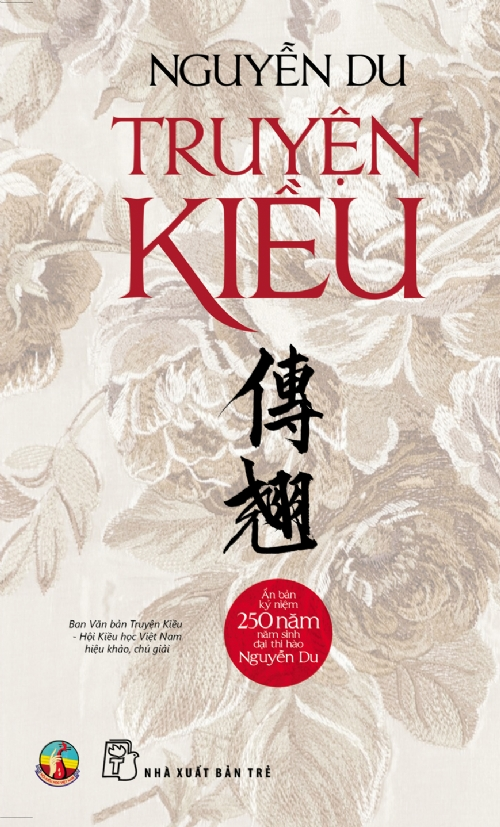 NGUYỄN DU
TRUYỆN
KIỀU
傳
翹
Ấn bản
kỷ niệm
250 năm
năm sinh
đại thi hào
Nguyễn Du
Ban Văn bản Truyện Kiều
- Hội Kiều học Việt Nam
hiệu khảo, chú giải
NHÀ XUẤT BẢN TRẺ